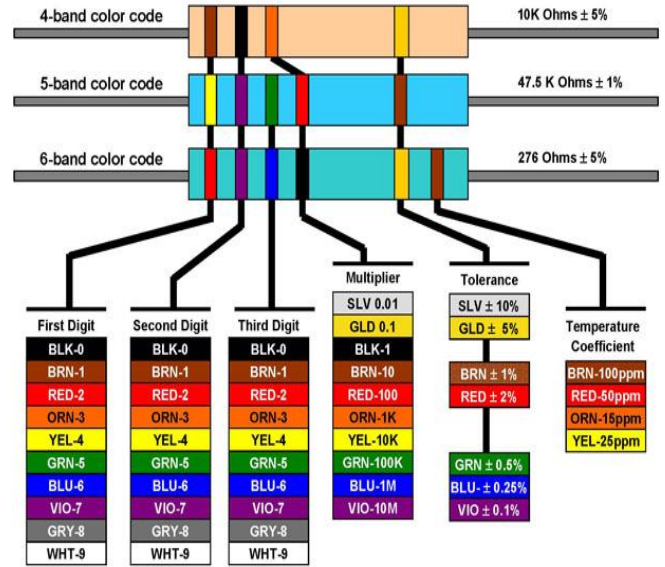 4-band color code
10K Ohms ± 5%
5-band color code
47.5 K Ohms ± 1%
6-band color code
276 Ohms ± 5%
First Digit
BLK-0
BRN-1
RED-2
ORN-3
YEL-4
GRN-5
BLU-6
VIO-7
GRY-8
WHT-9
Second Digit
BLK-0
BRN-1
RED-2
ORN-3
YEL-4
GRN-5
BLU-6
VIO-7
GRY-8
WHT-9
Third Digit
BLK-0
BRN-1
RED-2
ORN-3
YEL-4
GRN-5
BLU-6
VIO-7
GRY-8
WHT-9
Multiplier
SLV 0.01
GLD 0.1
BLK-1
BRN-10
RED-100
ORN-1K
YEL-10K
GRN-100K
BLU-1M
VIO-10M
Tolerance
SLV ± 10%
GLD ± 5%
BRN ± 1%
RED ± 2%
GRN ± 0.5%
BLU- ± 0.25%
VIO ± 0.1%
Temperature
Coefficient
BRN-100ppm
RED-50ppm
ORN-15ppm
YEL-25ppm